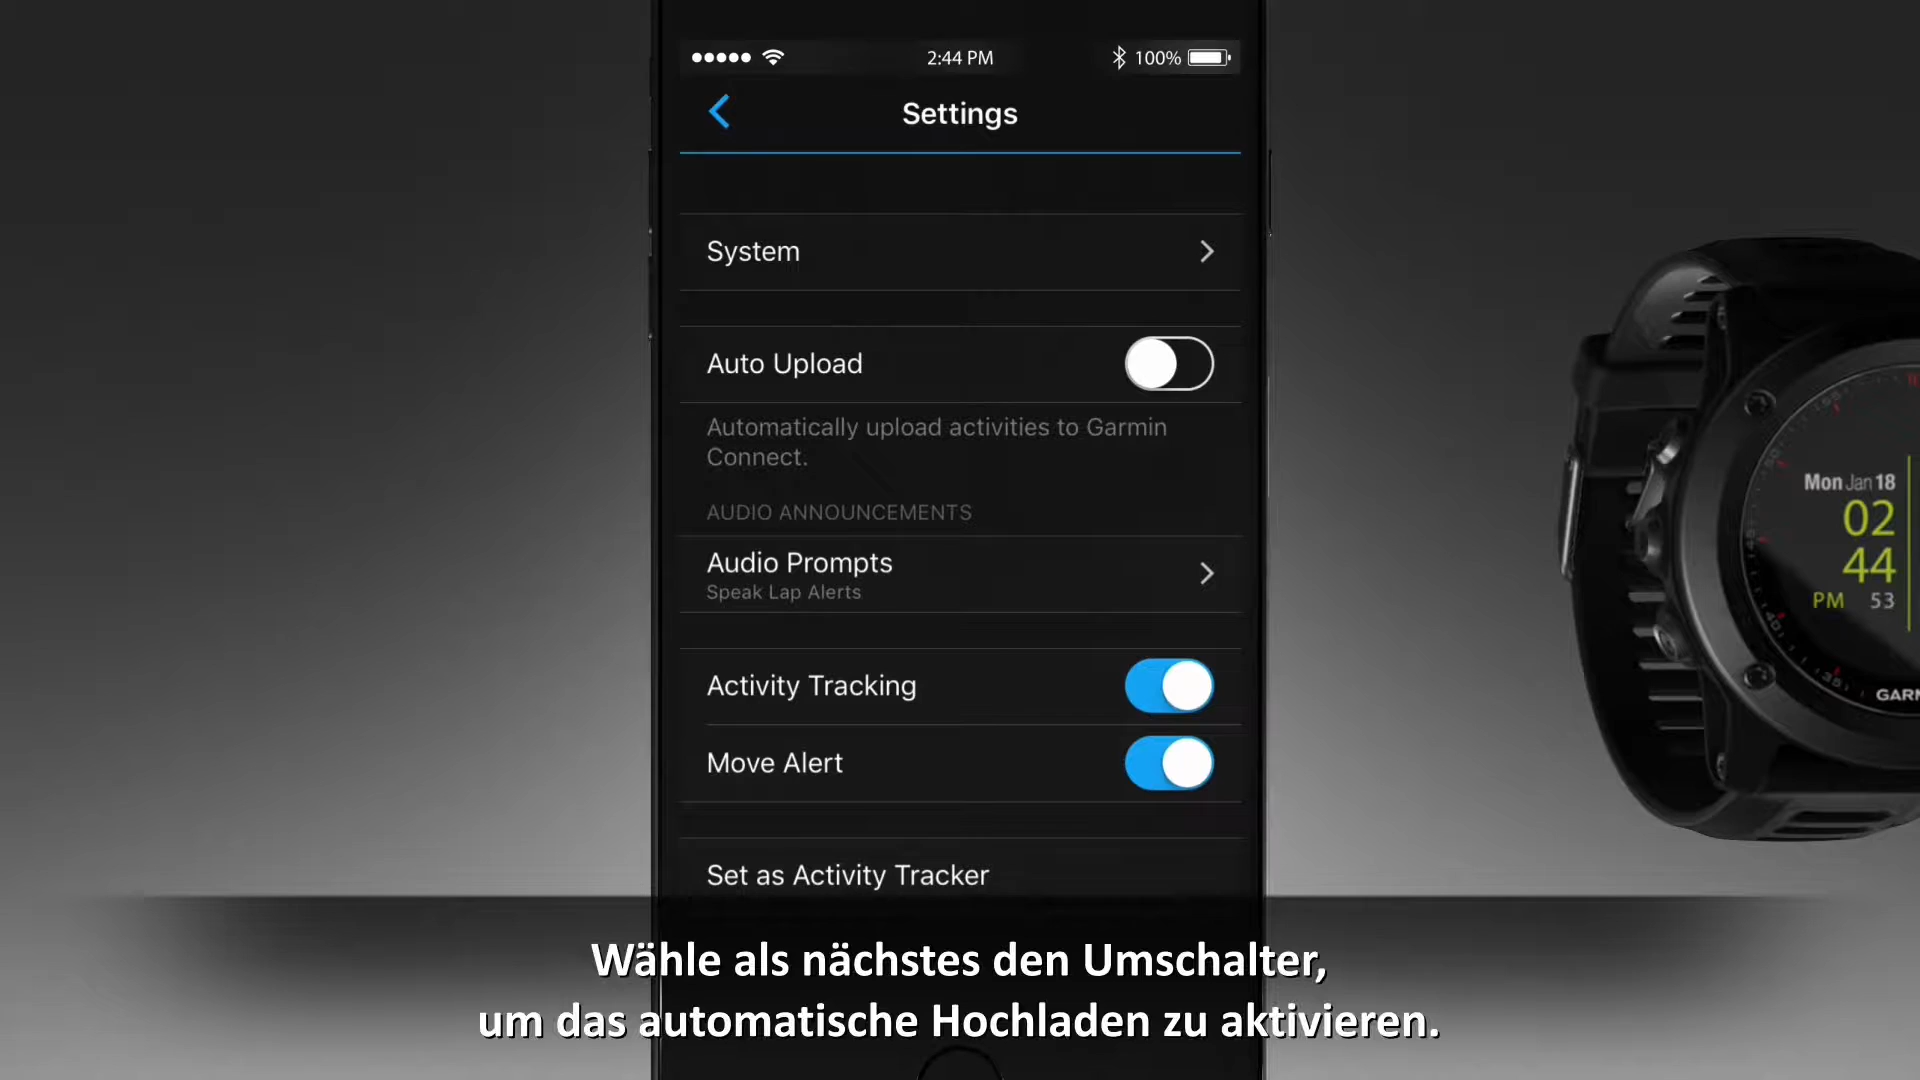 2:44 PM
100%
Settings
System
Auto Upload
Automatically upload activities to Garmin
Connect.
AUDIO ANNOUNCEMENTS
Audio Prompts
Speak Lap Alerts
Activity Tracking
Move Alert
Set as Activity Tracker
Mon Jan 18
02
44
PM 53
Wähle als nächstes den Umschalter,
um das automatische Hochladen zu aktivieren.